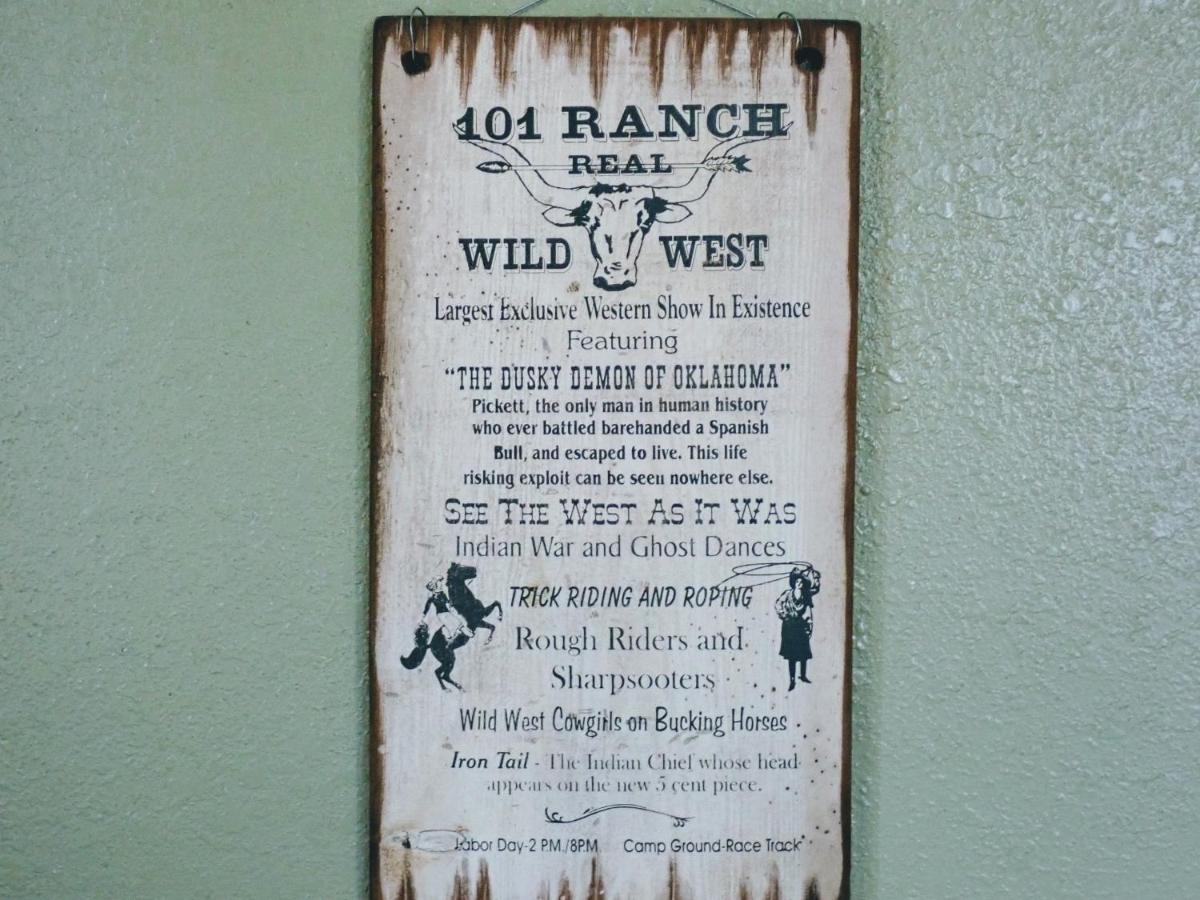 101 RANCH
REAL
WILD WEST
Largest Exclusive Western Show In Existence
Featuring
“THE DUSKY DEMON OF OKLAHOMA”
Pickett, the only man in human history
who ever battled barehanded a Spanish
Bull, and escaped to live. This life
risking exploit can be seen nowhere else.
SEE THE WEST AS IT WAS
Indian War and Ghost Dances
TRICK RIDING AND ROPING
Rough Riders and
Sharpsooters
Wild West Cowgirls on Bucking Horses
Iron Tail - The Indian Chief whose head
appears on the new 5 cent piece.
Labor Day-2 P.M./8P.M. Camp Ground-Race Track